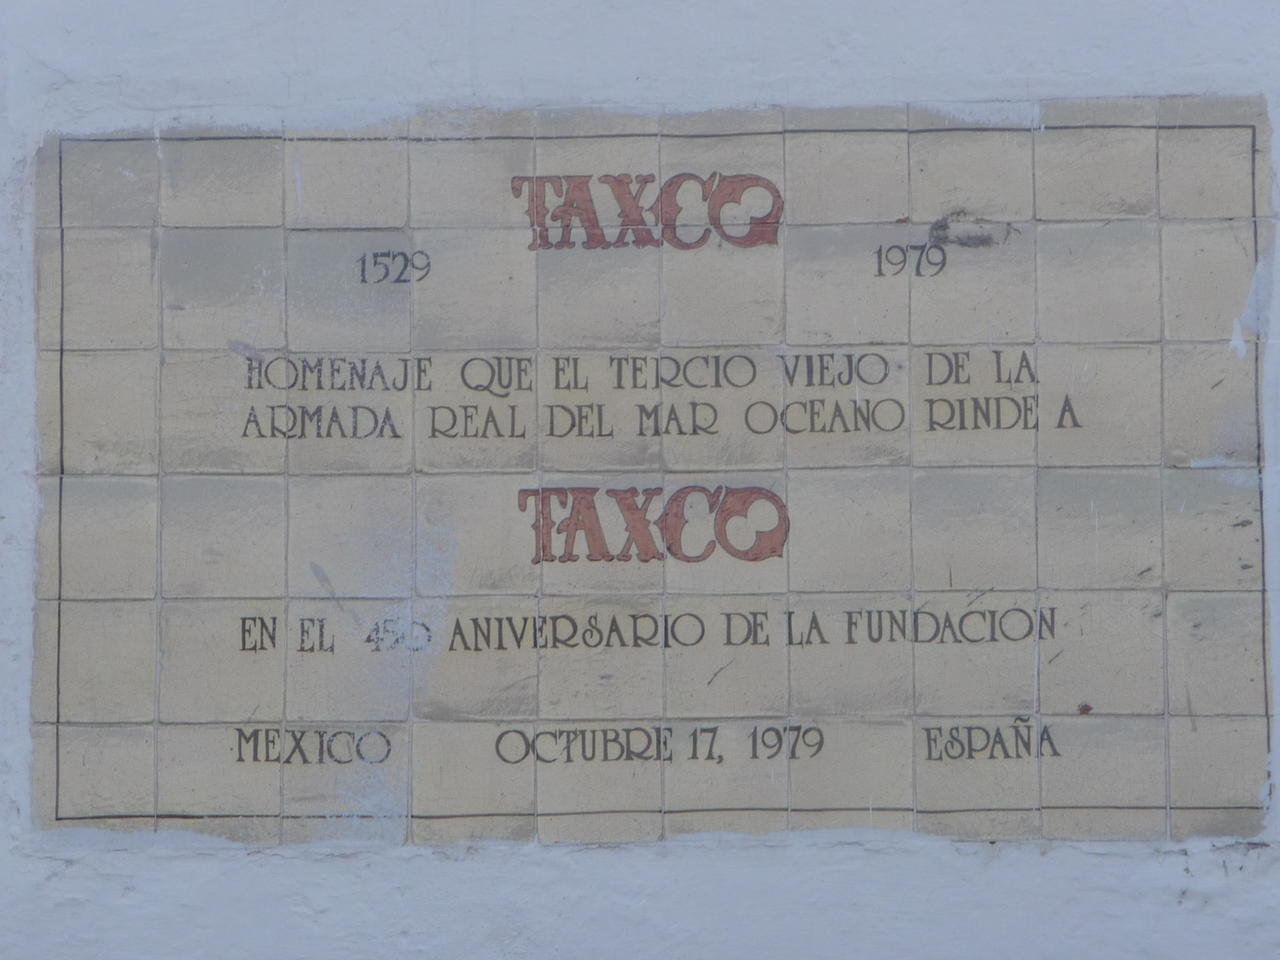 TAXCO
1529 1979
HOMENAJE QUE EL TERCIO VIEJO DE LA
ARMADA REAL DEL MAR OCEANO RINDE A
TAXCO
EN EL 450 ANIVERSARIO DE LA FUNDACION
MEXICO OCTUBRE 17, 1979 ESPAÑA